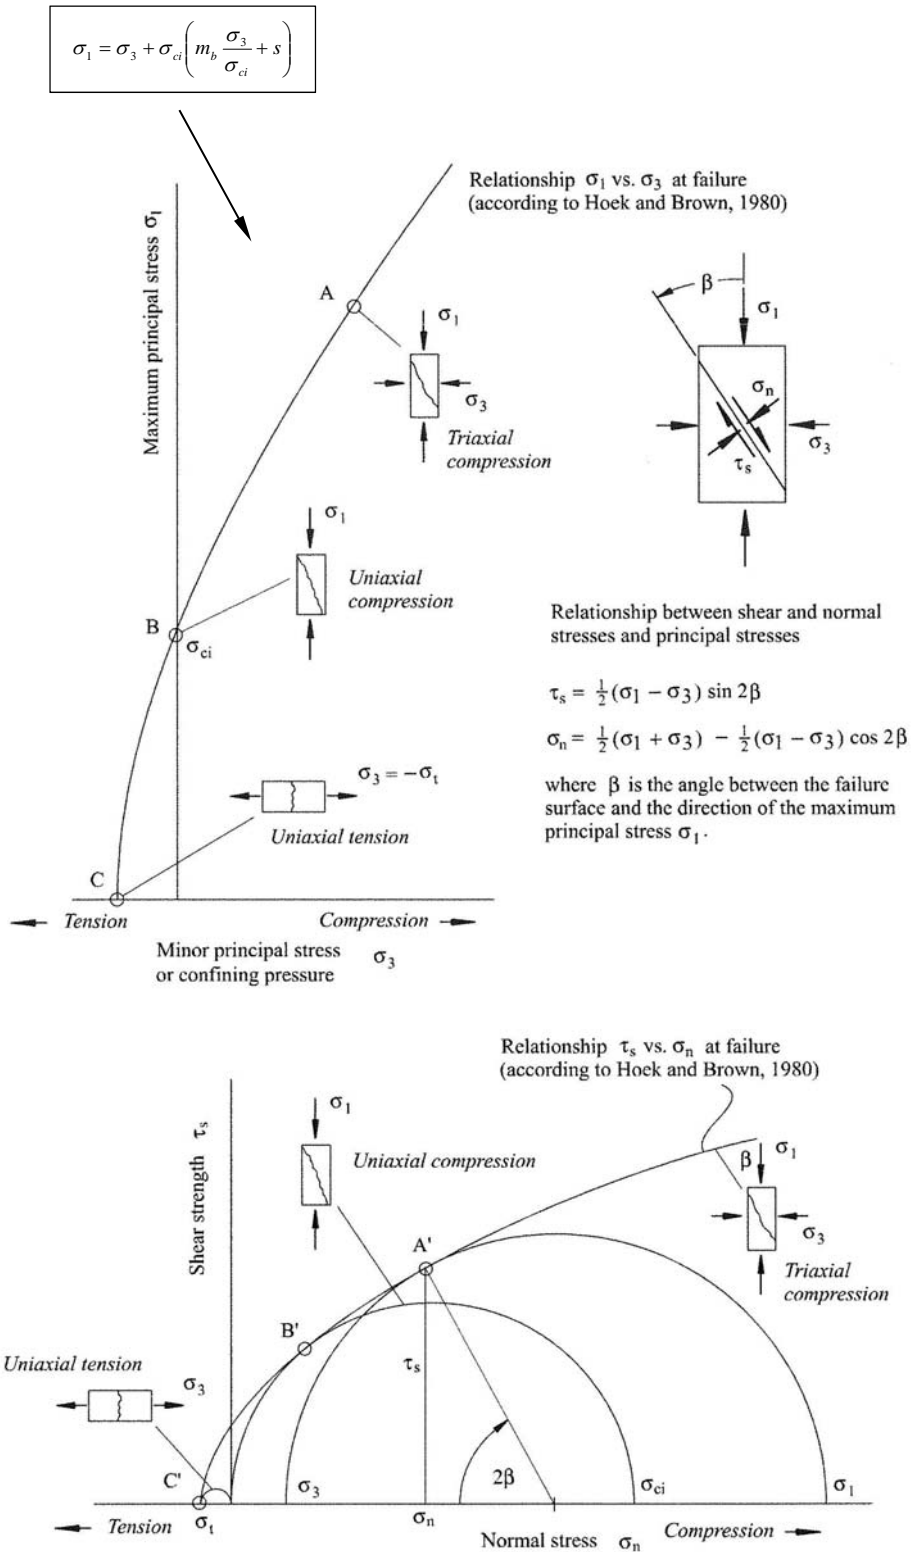 σ₁ = σ₃ + σ_ci ( m_b σ₃/σ_ci + s )
Relationship σ₁ vs. σ₃ at failure
(according to Hoek and Brown, 1980)
Maximum principal stress σ₁
A
σ₁
σ₃
Triaxial
compression
β
σ₁
σₙ
τₛ
σ₃
σ₁
Uniaxial
compression
B
σ_ci
Relationship between shear and normal
stresses and principal stresses
τₛ = ½(σ₁ − σ₃) sin 2β
σₙ = ½(σ₁ + σ₃) − ½(σ₁ − σ₃) cos 2β
where β is the angle between the failure
surface and the direction of the maximum
principal stress σ₁.
σ₃ = −σₜ
Uniaxial tension
C
Tension
Compression
Minor principal stress σ₃
or confining pressure
Relationship τₛ vs. σₙ at failure
(according to Hoek and Brown, 1980)
Shear strength τₛ
σ₁
Uniaxial compression
β
σ₁
σ₃
Triaxial
compression
A'
B'
τₛ
Uniaxial tension
σ₃
C'
2β
σₜ
σ₃
σₙ
σ_ci
σ₁
Tension
Normal stress σₙ
Compression